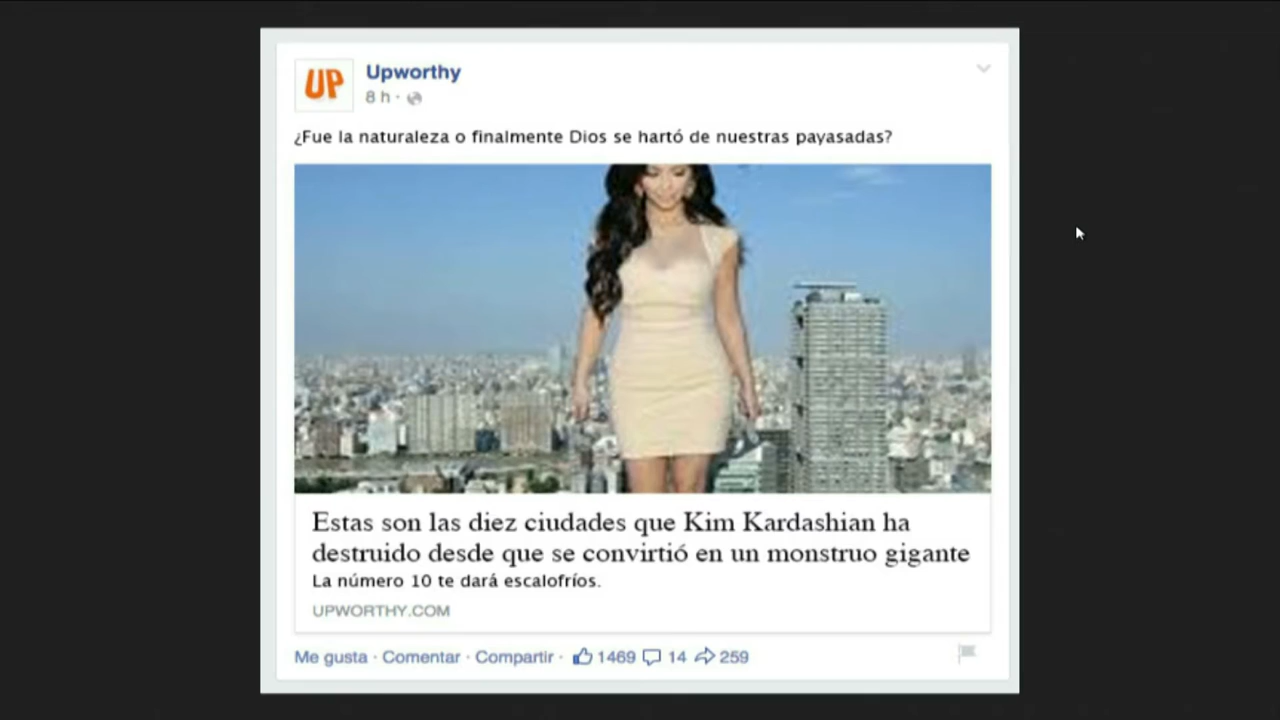 UP
Upworthy
8 h ·
¿Fue la naturaleza o finalmente Dios se hartó de nuestras payasadas?
Estas son las diez ciudades que Kim Kardashian ha
destruido desde que se convirtió en un monstruo gigante
La número 10 te dará escalofríos.
UPWORTHY.COM
Me gusta · Comentar · Compartir · 1469 14 259